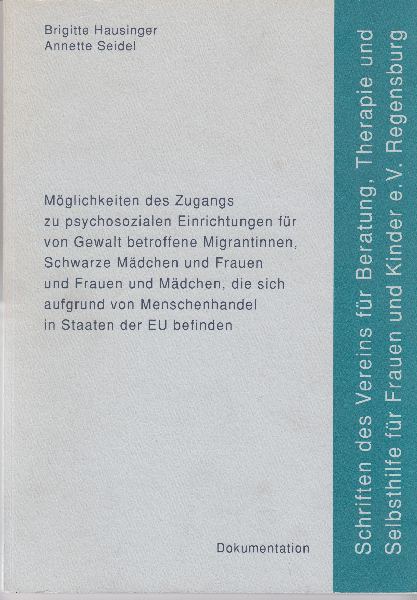 Brigitte Hausinger
Annette Seidel
Möglichkeiten des Zugangs
zu psychosozialen Einrichtungen für
von Gewalt betroffene Migrantinnen,
Schwarze Mädchen und Frauen
und Frauen und Mädchen, die sich
aufgrund von Menschenhandel
in Staaten der EU befinden
Dokumentation
Schriften des Vereins für Beratung, Therapie und
Selbsthilfe für Frauen und Kinder e.V. Regensburg